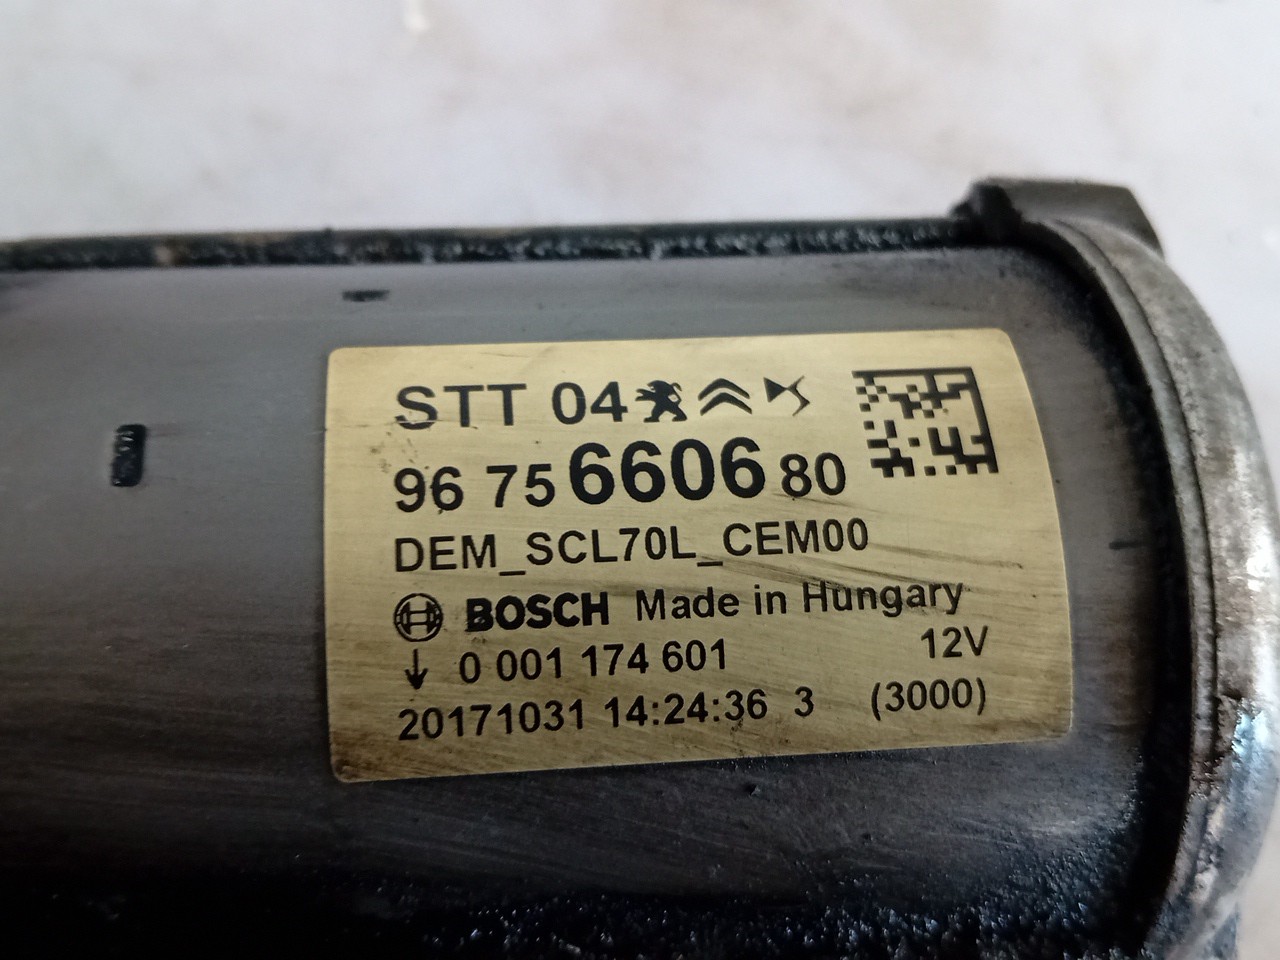 STT 04
96 75 6606 80
DEM_SCL70L_CEM00
BOSCH Made in Hungary
0 001 174 601 12V
20171031 14:24:36 3 (3000)